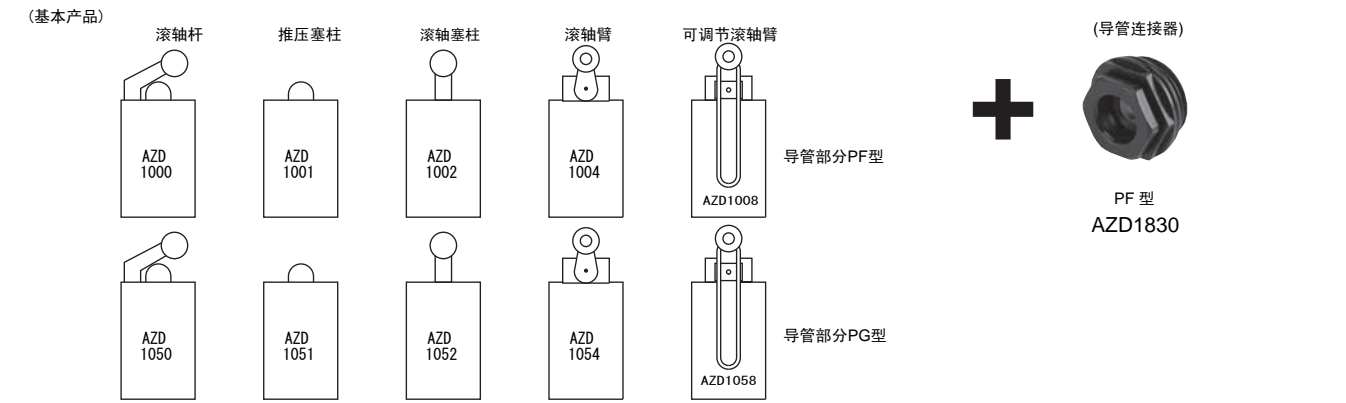 (基本产品)
滚轴杆 推压塞柱 滚轴塞柱 滚轴臂 可调节滚轴臂
AZD
1000
AZD
1001
AZD
1002
AZD
1004
AZD1008
导管部分PF型
AZD
1050
AZD
1051
AZD
1052
AZD
1054
AZD1058
导管部分PG型
(导管连接器)
PF 型
AZD1830